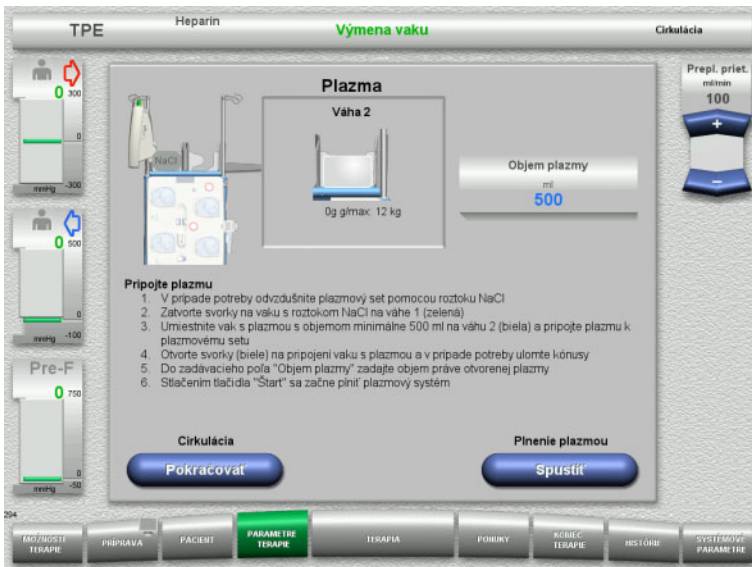 TPE
Heparin
Výmena vaku
Cirkulácia
0 300
0
mmHg -300
0 500
0
mmHg -100
Pre-F
0 750
0
mmHg -50
Plazma
NaCl
Váha 2
0g g/max: 12 kg
Objem plazmy
ml
500
Prepl. priet.
ml/min
100
+
−
Pripojte plazmu
1. V prípade potreby odvzdušnite plazmový set pomocou roztoku NaCl
2. Zatvorte svorky na vaku s roztokom NaCl na váhe 1 (zelená)
3. Umiestnite vak s plazmou s objemom minimálne 500 ml na váhu 2 (biela) a pripojte plazmu k
plazmovému setu
4. Otvorte svorky (biele) na pripojení vaku s plazmou a v prípade potreby ulomte kónusy
5. Do zadávacieho poľa "Objem plazmy" zadajte objem práve otvorenej plazmy
6. Stlačením tlačidla "Štart" sa začne plniť plazmový systém
Cirkulácia
Pokračovať
Plnenie plazmou
Spustiť
294
MOŽNOSTI
TERAPIE
PRÍPRAVA
PACIENT
PARAMETRE
TERAPIE
TERAPIA
PONUKY
KONIEC
TERAPIE
HISTÓRIE
SYSTÉMOVÉ
PARAMETRE